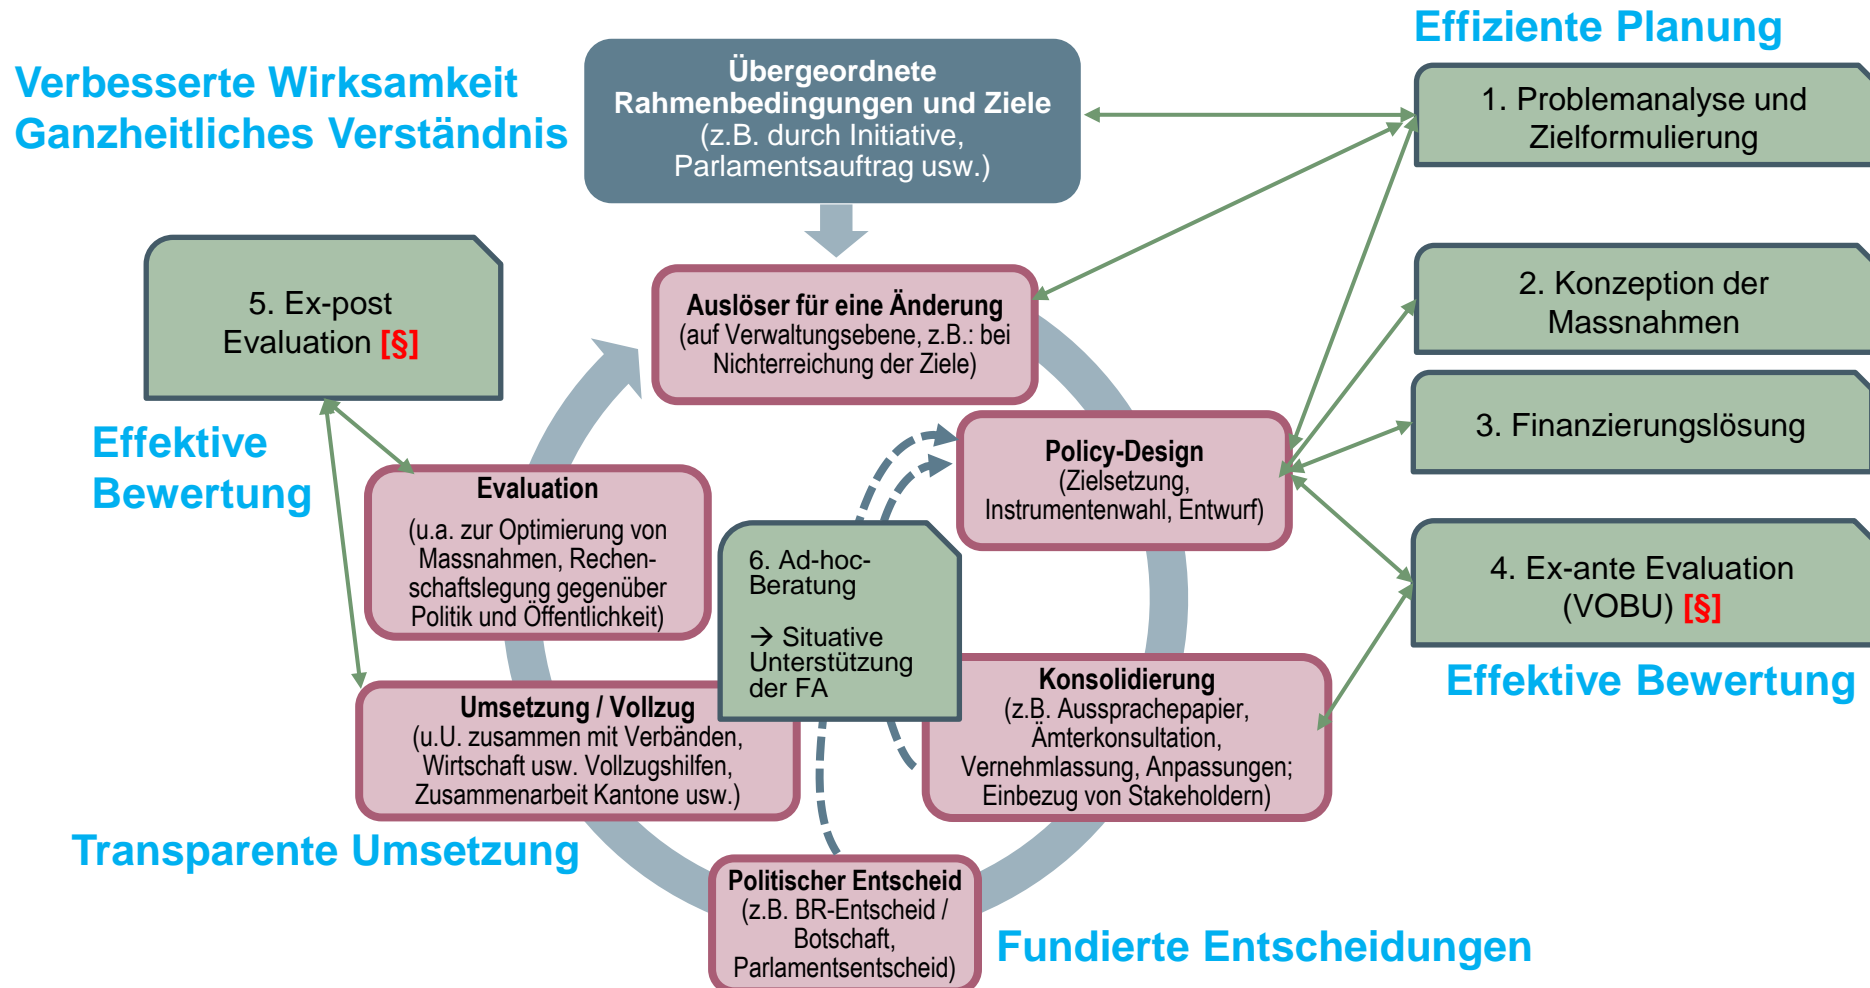 Effiziente Planung
Verbesserte Wirksamkeit
Ganzheitliches Verständnis
Übergeordnete
Rahmenbedingungen und Ziele
(z.B. durch Initiative,
Parlamentsauftrag usw.)
1. Problemanalyse und
Zielformulierung
5. Ex-post
Evaluation [§]
Auslöser für eine Änderung
(auf Verwaltungsebene, z.B.: bei
Nichterreichung der Ziele)
2. Konzeption der
Massnahmen
3. Finanzierungslösung
Effektive
Bewertung
Policy-Design
(Zielsetzung,
Instrumentenwahl, Entwurf)
Evaluation
(u.a. zur Optimierung von
Massnahmen, Rechen-
schaftslegung gegenüber
Politik und Öffentlichkeit)
6. Ad-hoc-
Beratung
→ Situative
Unterstützung
der FA
4. Ex-ante Evaluation
(VOBU) [§]
Effektive Bewertung
Konsolidierung
(z.B. Aussprachepapier,
Ämterkonsultation,
Vernehmlassung, Anpassungen;
Einbezug von Stakeholdern)
Umsetzung / Vollzug
(u.U. zusammen mit Verbänden,
Wirtschaft usw. Vollzugshilfen,
Zusammenarbeit Kantone usw.)
Transparente Umsetzung
Politischer Entscheid
(z.B. BR-Entscheid /
Botschaft,
Parlamentsentscheid)
Fundierte Entscheidungen